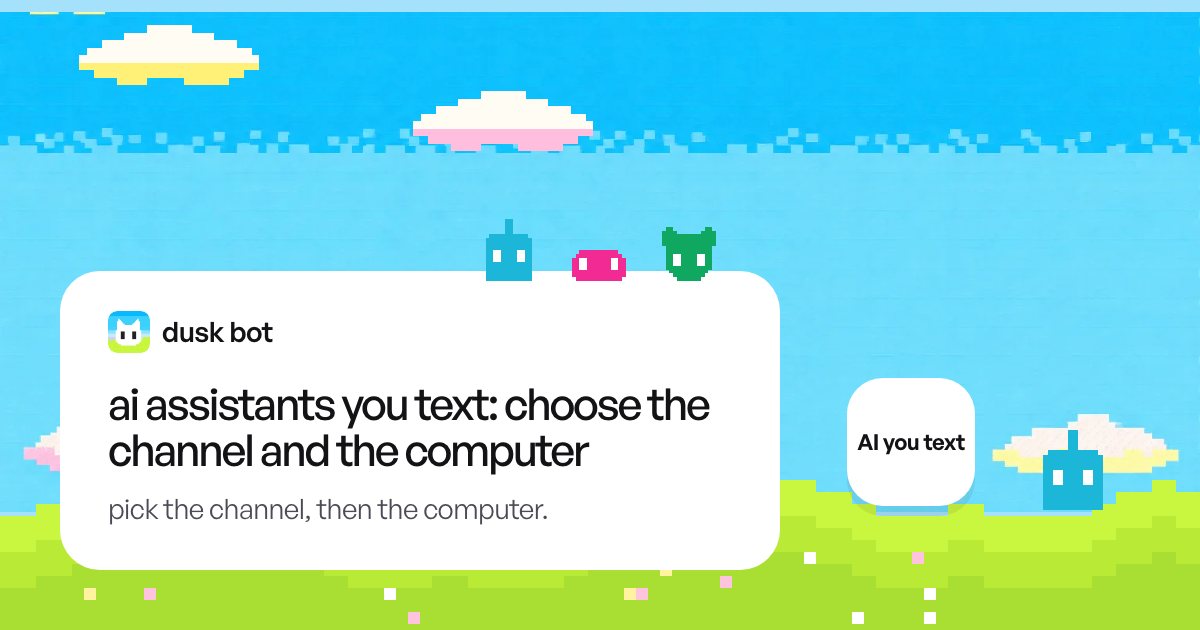 dusk bot
ai assistants you text: choose the
channel and the computer
pick the channel, then the computer.
AI you text